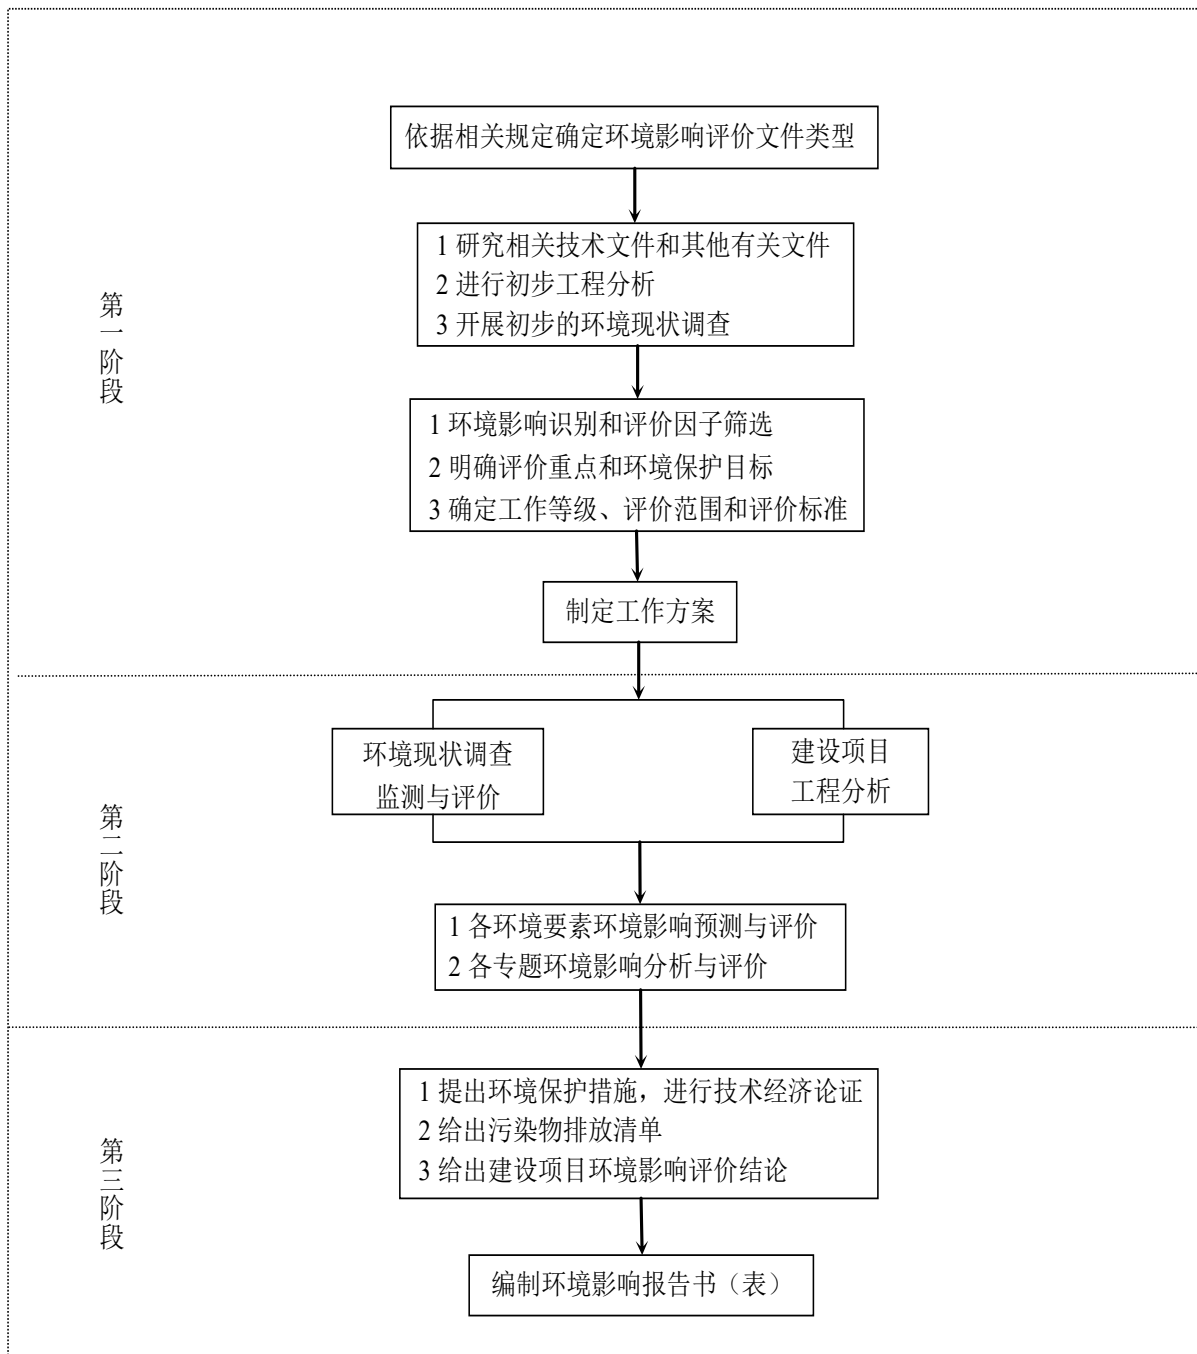 依据相关规定确定环境影响评价文件类型
1 研究相关技术文件和其他有关文件
2 进行初步工程分析
3 开展初步的环境现状调查
第一阶段
1 环境影响识别和评价因子筛选
2 明确评价重点和环境保护目标
3 确定工作等级、评价范围和评价标准
制定工作方案
环境现状调查
监测与评价
建设项目
工程分析
第二阶段
1 各环境要素环境影响预测与评价
2 各专题环境影响分析与评价
1 提出环境保护措施，进行技术经济论证
2 给出污染物排放清单
3 给出建设项目环境影响评价结论
第三阶段
编制环境影响报告书（表）